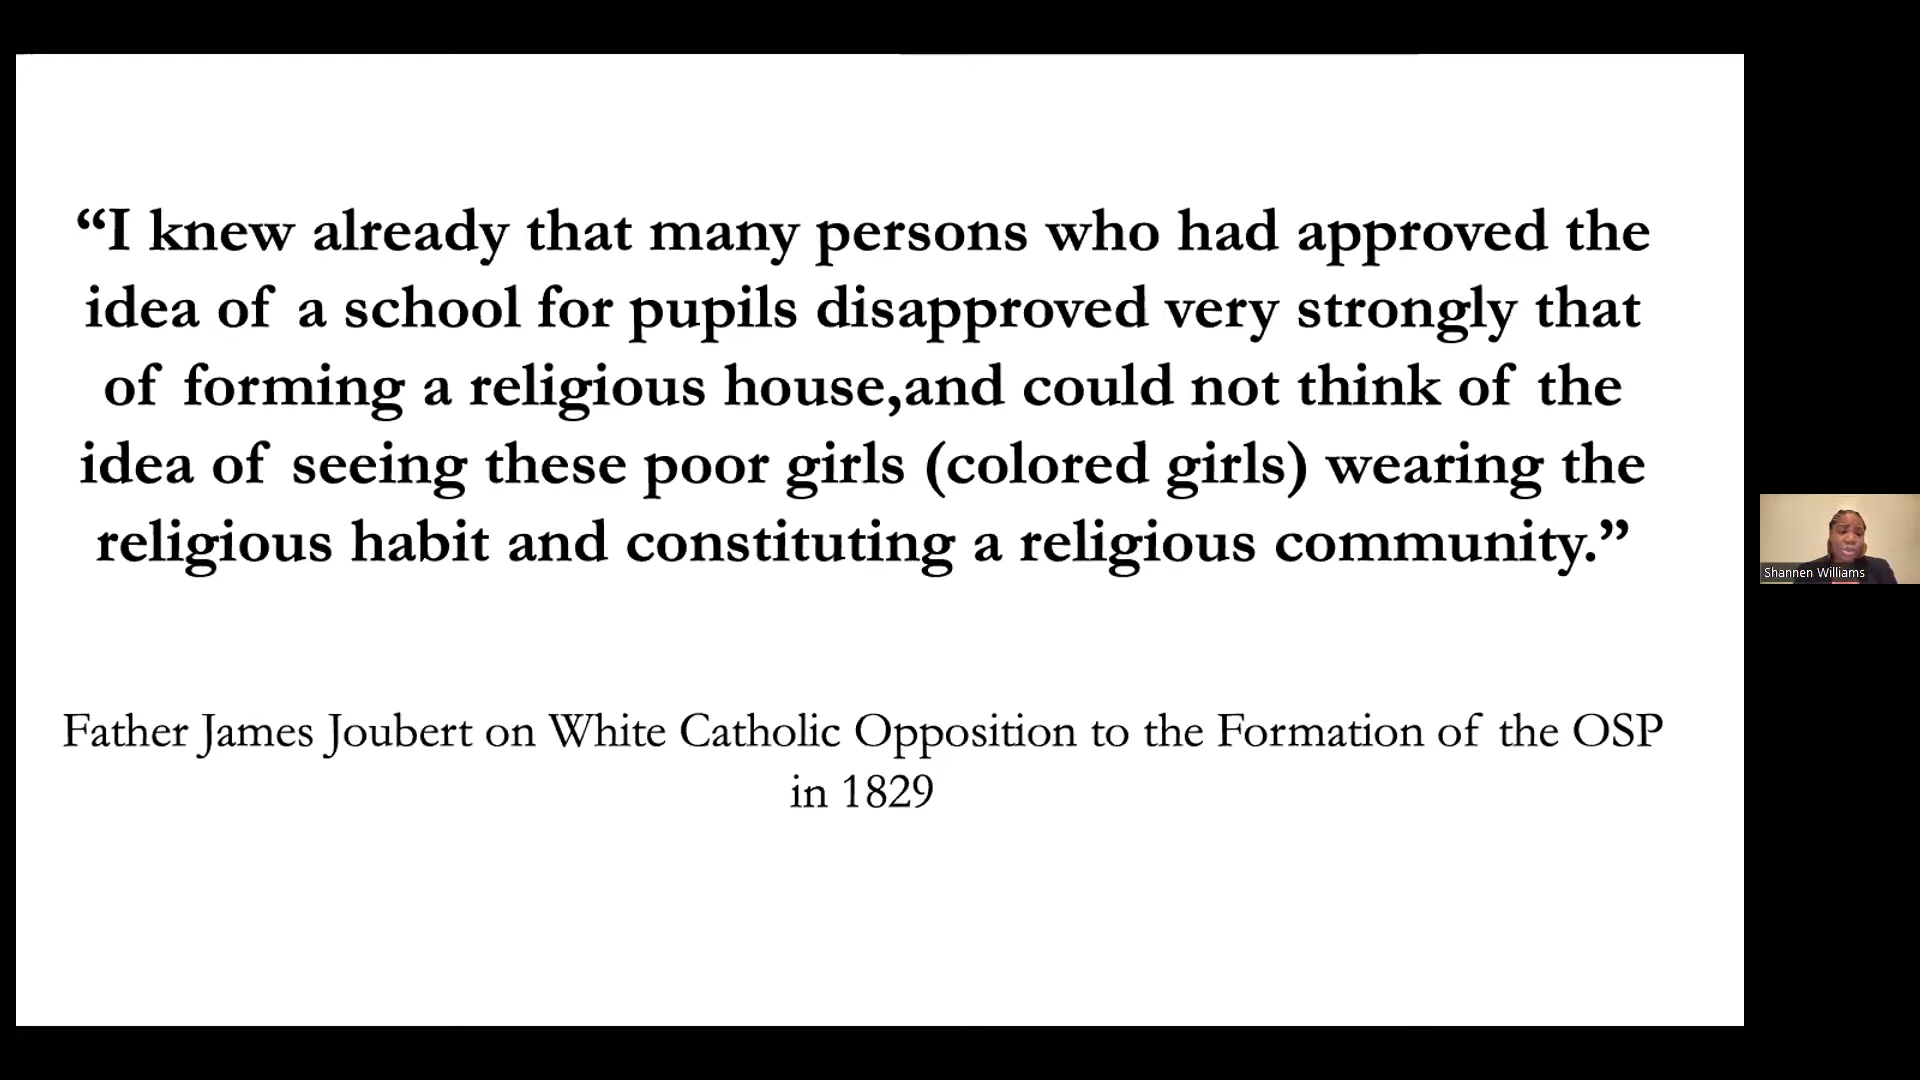 “I knew already that many persons who had approved the
idea of a school for pupils disapproved very strongly that
of forming a religious house,and could not think of the
idea of seeing these poor girls (colored girls) wearing the
religious habit and constituting a religious community.”
Father James Joubert on White Catholic Opposition to the Formation of the OSP
in 1829
Shannen Williams